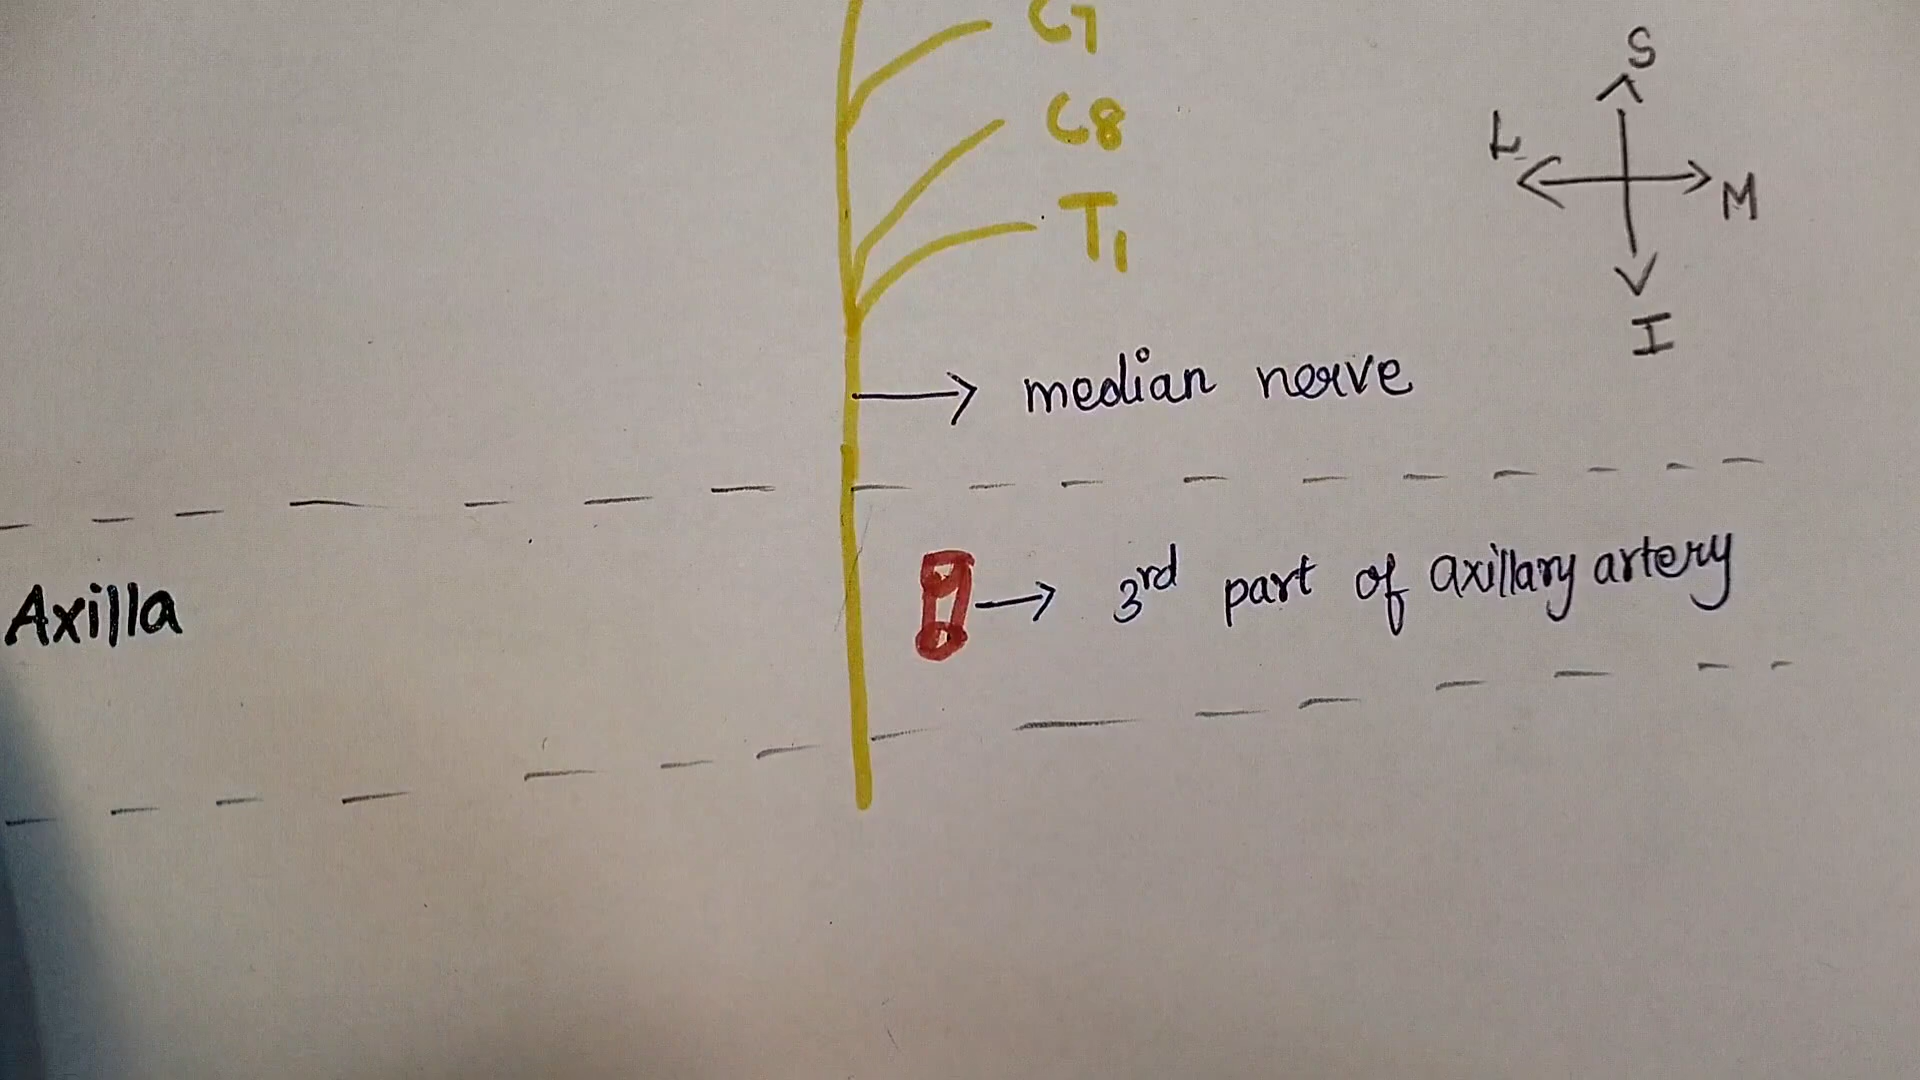 C7
S
C8
L
M
T1
I
median nerve
3rd part of axillary artery
Axilla